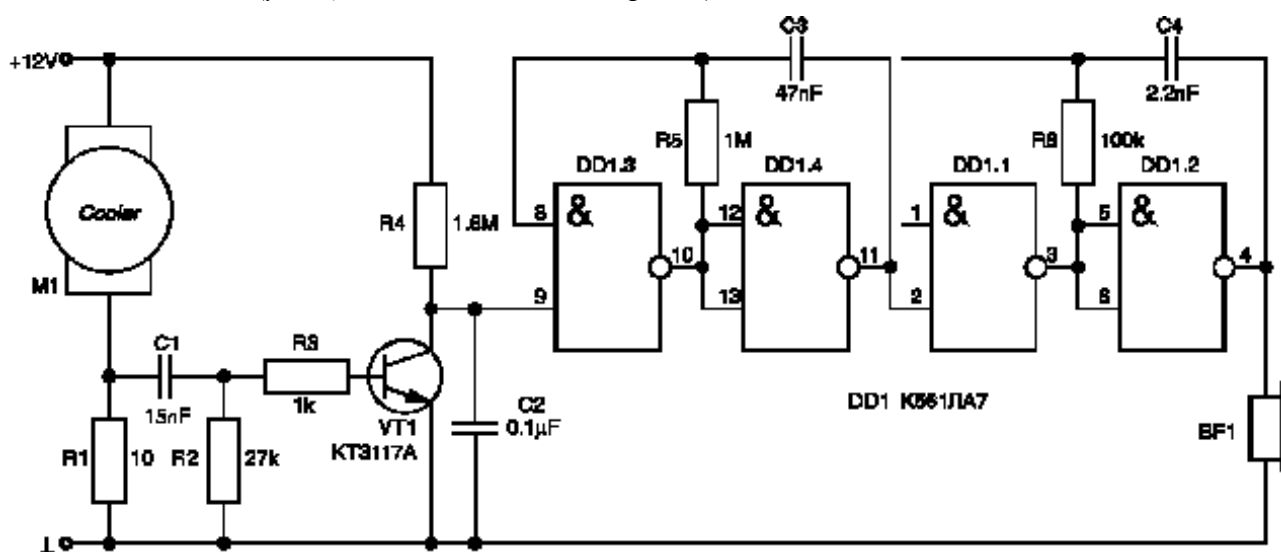 C3
C4
+12V
47nF
2.2nF
R5
1M
R6
100k
DD1.3
DD1.4
DD1.1
DD1.2
Cooler
R4
1.6M
&
&
&
&
8
12
1
5
10
11
3
4
M1
9
13
2
6
C1
R3
15nF
1k
C2
0.1µF
DD1 К561ЛА7
VT1
KT3117A
BF1
R1
10
R2
27k